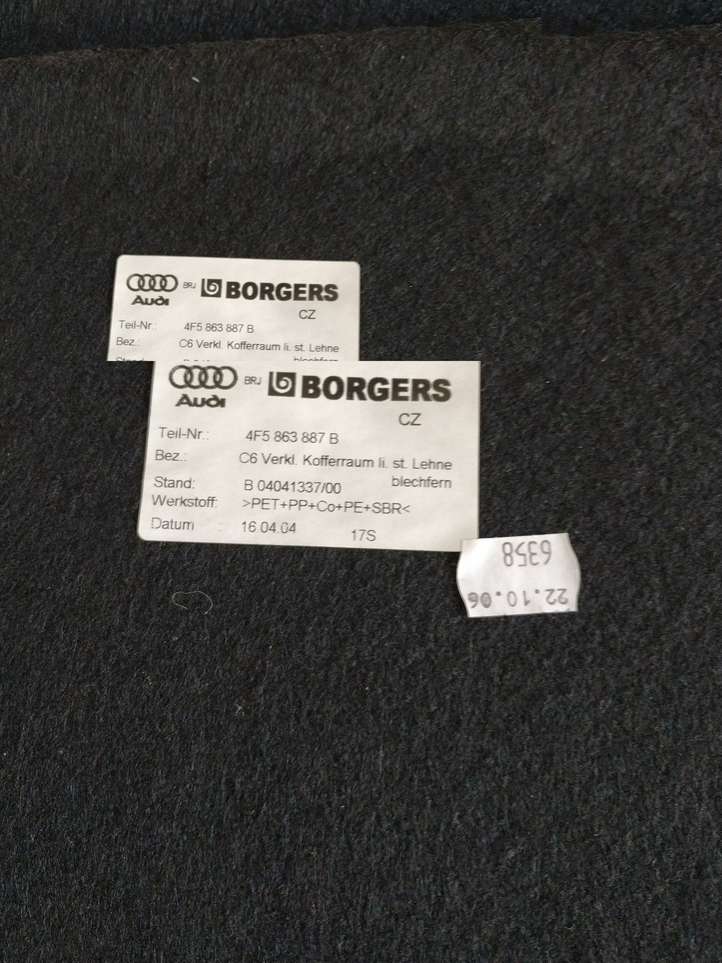 Audi BRJ BORGERS
CZ
Teil-Nr.: 4F5 863 887 B
Bez.: C6 Verkl. Kofferraum li. st. Lehne
Audi BRJ BORGERS
CZ
Teil-Nr.: 4F5 863 887 B
Bez.: C6 Verkl. Kofferraum li. st. Lehne
blechfern
Stand: B 04041337/00
Werkstoff: >PET+PP+Co+PE+SBR<
Datum : 16.04.04 17S
22.10.06
6358